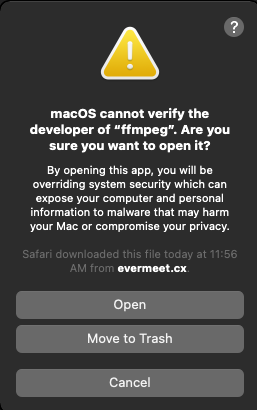 ?
macOS cannot verify the
developer of “ffmpeg”. Are you
sure you want to open it?
By opening this app, you will be
overriding system security which can
expose your computer and personal
information to malware that may harm
your Mac or compromise your privacy.
Safari downloaded this file today at 11:56
AM from evermeet.cx.
Open
Move to Trash
Cancel